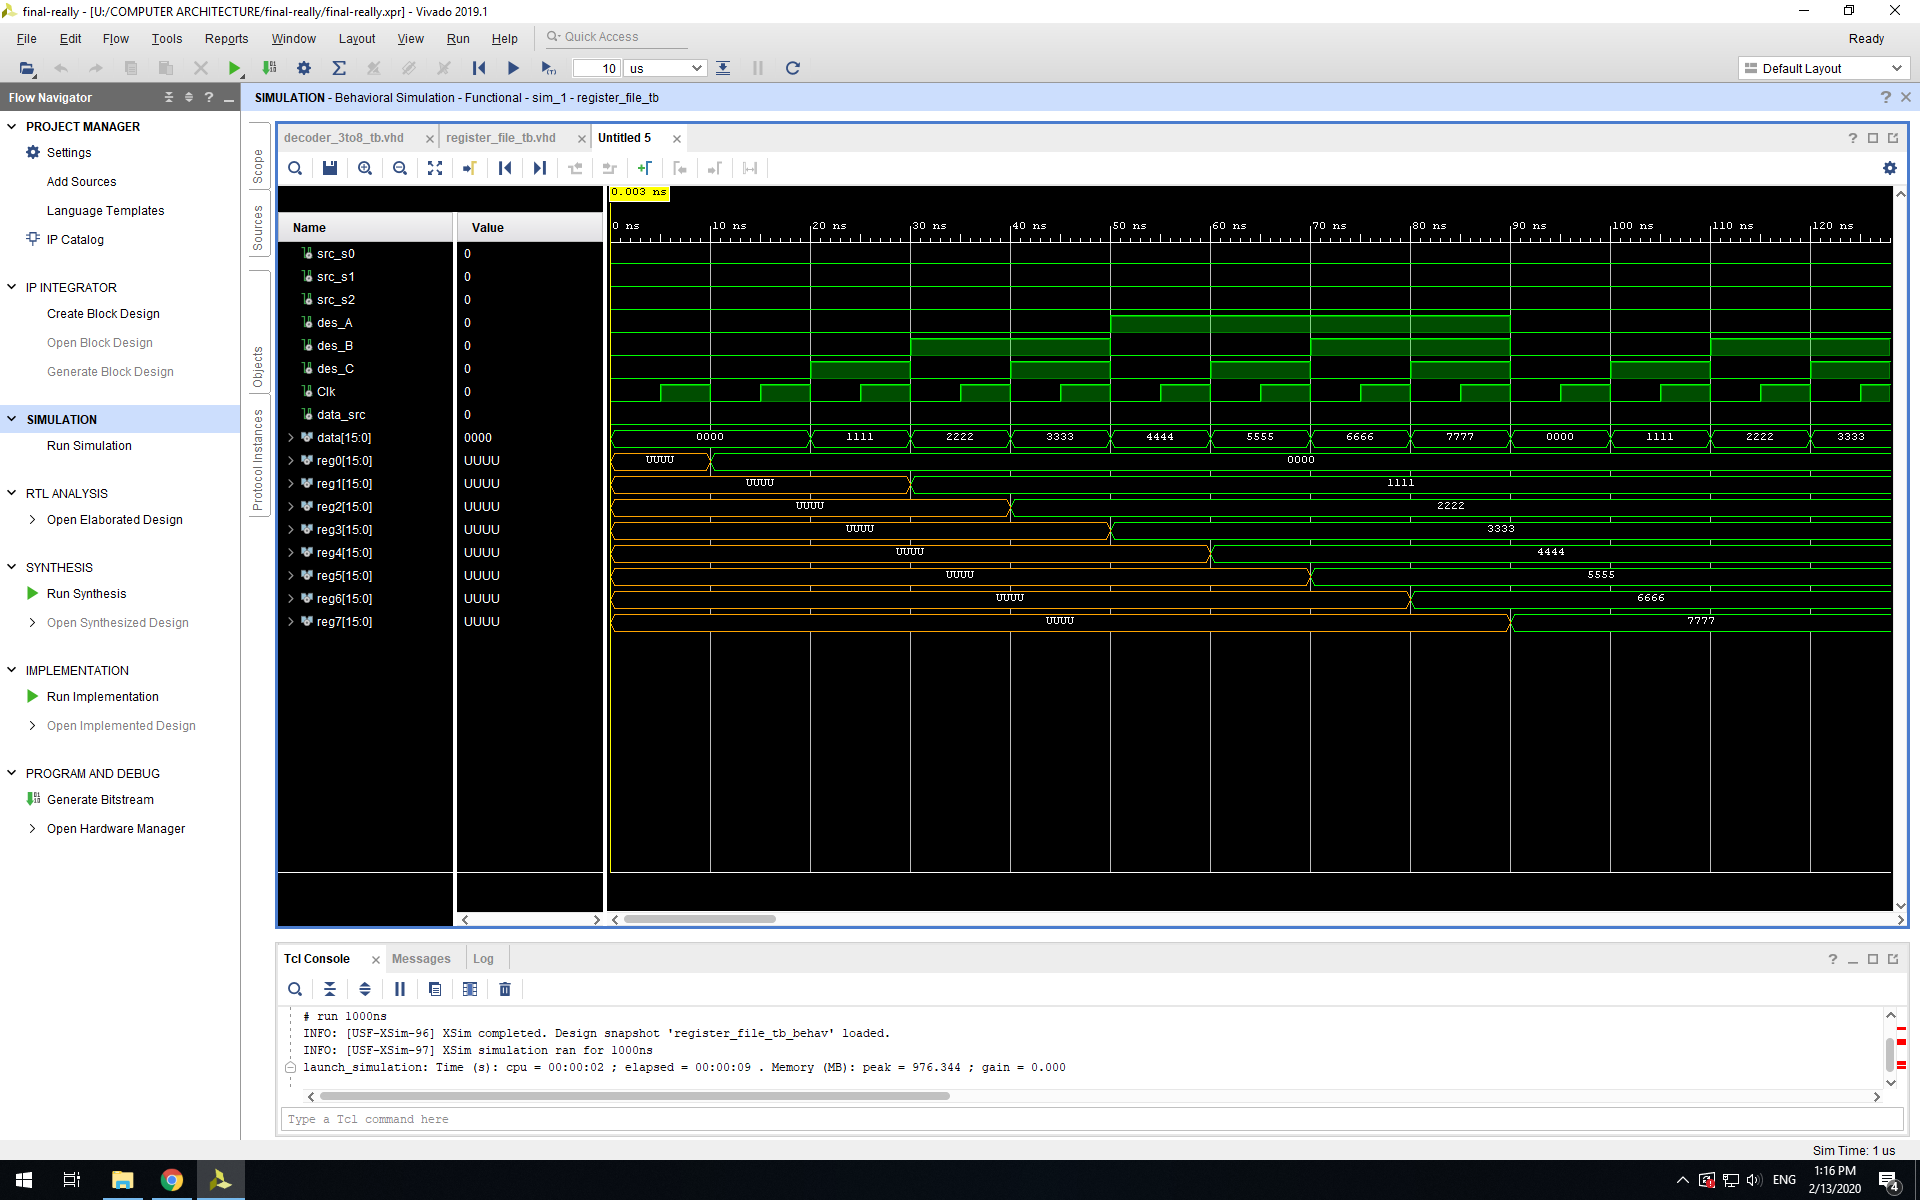 final-really - [U:/COMPUTER ARCHITECTURE/final-really/final-really.xpr] - Vivado 2019.1
File Edit Flow Tools Reports Window Layout View Run Help Quick Access Ready
10 us Default Layout
Flow Navigator
SIMULATION - Behavioral Simulation - Functional - sim_1 - register_file_tb
PROJECT MANAGER
Settings
Add Sources
Language Templates
IP Catalog
IP INTEGRATOR
Create Block Design
Open Block Design
Generate Block Design
SIMULATION
Run Simulation
RTL ANALYSIS
Open Elaborated Design
SYNTHESIS
Run Synthesis
Open Synthesized Design
IMPLEMENTATION
Run Implementation
Open Implemented Design
PROGRAM AND DEBUG
Generate Bitstream
Open Hardware Manager
Scope
Sources
Objects
Protocol Instances
decoder_3to8_tb.vhd register_file_tb.vhd Untitled 5
0.003 ns
Name Value 0 ns 10 ns 20 ns 30 ns 40 ns 50 ns 60 ns 70 ns 80 ns 90 ns 100 ns 110 ns 120 ns
src_s0 0
src_s1 0
src_s2 0
des_A 0
des_B 0
des_C 0
Clk 0
data_src 0
data[15:0] 0000 0000 1111 2222 3333 4444 5555 6666 7777 0000 1111 2222 3333
reg0[15:0] UUUU UUUU 0000
reg1[15:0] UUUU UUUU 1111
reg2[15:0] UUUU UUUU 2222
reg3[15:0] UUUU UUUU 3333
reg4[15:0] UUUU UUUU 4444
reg5[15:0] UUUU UUUU 5555
reg6[15:0] UUUU UUUU 6666
reg7[15:0] UUUU UUUU 7777
Tcl Console Messages Log
# run 1000ns
INFO: [USF-XSim-96] XSim completed. Design snapshot 'register_file_tb_behav' loaded.
INFO: [USF-XSim-97] XSim simulation ran for 1000ns
launch_simulation: Time (s): cpu = 00:00:02 ; elapsed = 00:00:09 . Memory (MB): peak = 976.344 ; gain = 0.000
Type a Tcl command here
Sim Time: 1 us
ENG 1:16 PM
2/13/2020 4